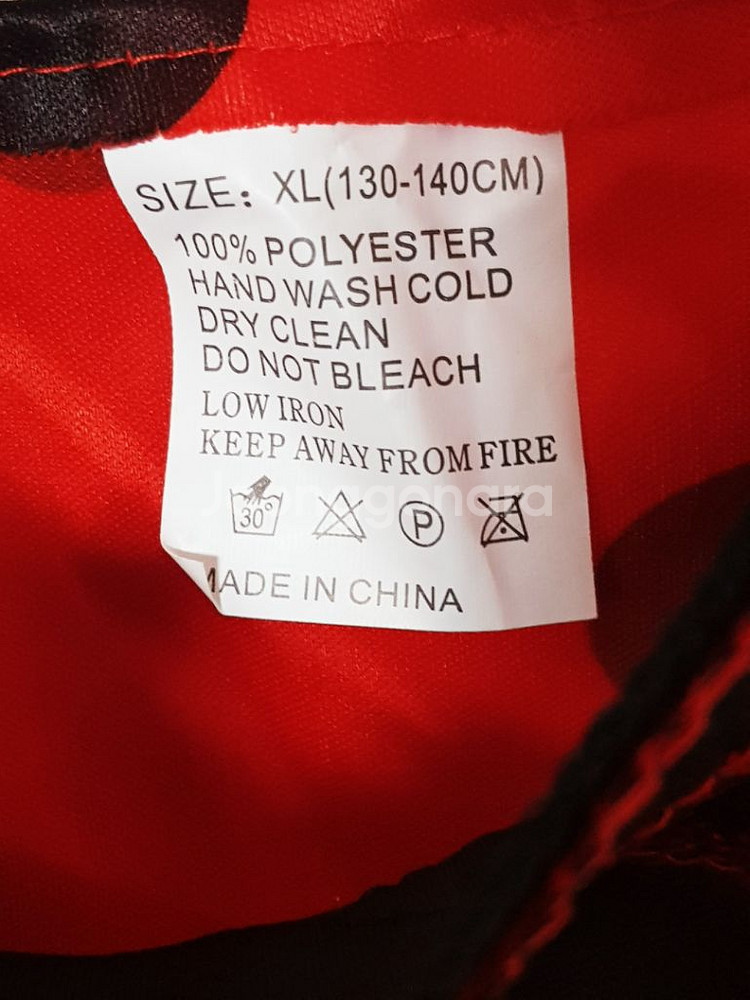 SIZE: XL(130-140CM)
100% POLYESTER
HAND WASH COLD
DRY CLEAN
DO NOT BLEACH
LOW IRON
KEEP AWAY FROM FIRE
30°
P
MADE IN CHINA